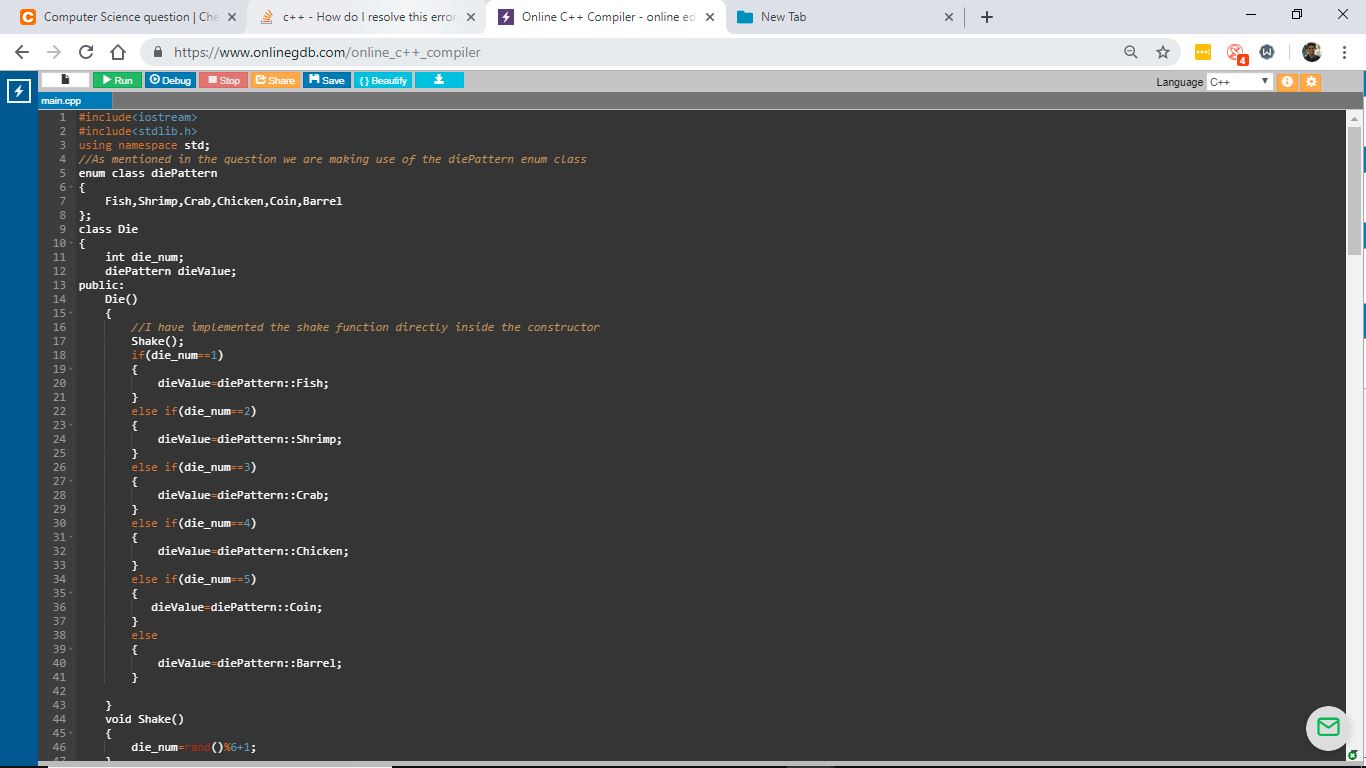 Computer Science question | Che
c++ - How do I resolve this error
Online C++ Compiler - online ed
New Tab
https://www.onlinegdb.com/online_c++_compiler
4
Run
Debug
Stop
Share
Save
{ } Beautify
Language C++
main.cpp
1 #include<iostream>
2 #include<stdlib.h>
3 using namespace std;
4 //As mentioned in the question we are making use of the diePattern enum class
5 enum class diePattern
6 {
7 Fish,Shrimp,Crab,Chicken,Coin,Barrel
8 };
9 class Die
10 {
11 int die_num;
12 diePattern dieValue;
13 public:
14 Die()
15 {
16 //I have implemented the shake function directly inside the constructor
17 Shake();
18 if(die_num==1)
19 {
20 dieValue=diePattern::Fish;
21 }
22 else if(die_num==2)
23 {
24 dieValue=diePattern::Shrimp;
25 }
26 else if(die_num==3)
27 {
28 dieValue=diePattern::Crab;
29 }
30 else if(die_num==4)
31 {
32 dieValue=diePattern::Chicken;
33 }
34 else if(die_num==5)
35 {
36 dieValue=diePattern::Coin;
37 }
38 else
39 {
40 dieValue=diePattern::Barrel;
41 }
42
43 }
44 void Shake()
45 {
46 die_num=rand()%6+1;
47 }